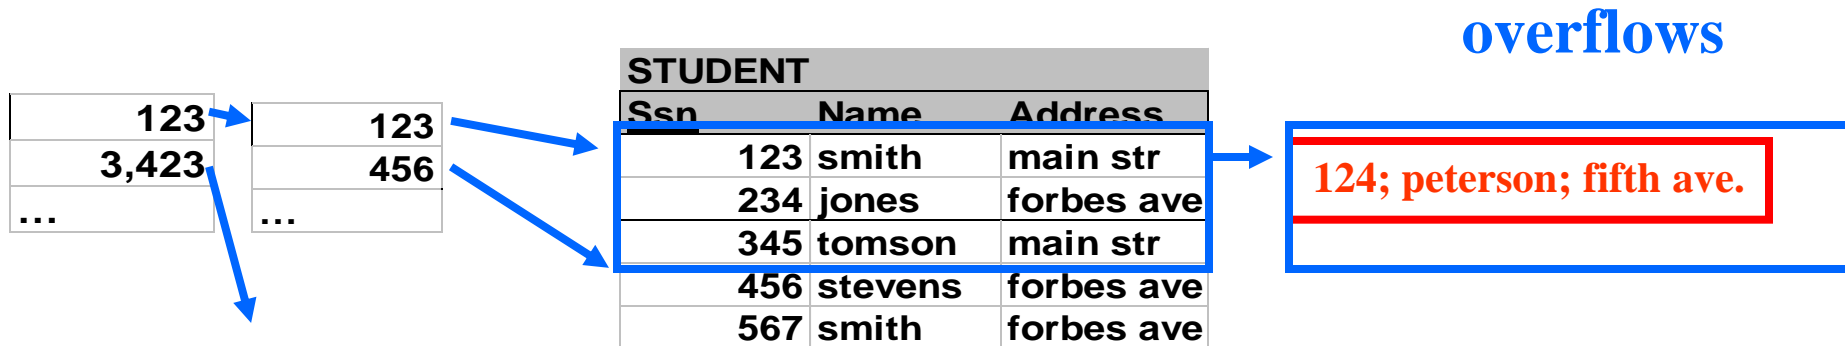 overflows
123
3,423
...
123
456
...
STUDENT
Ssn Name Address
123 smith main str
234 jones forbes ave
345 tomson main str
456 stevens forbes ave
567 smith forbes ave
124; peterson; fifth ave.